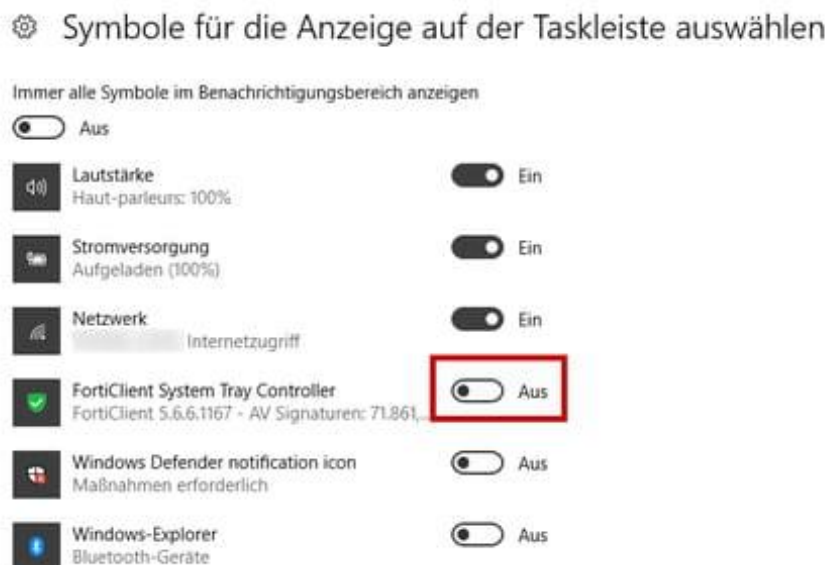 Symbole für die Anzeige auf der Taskleiste auswählen
Immer alle Symbole im Benachrichtigungsbereich anzeigen
Aus
Lautstärke
Ein
Haut-parleurs: 100%
Stromversorgung
Ein
Aufgeladen (100%)
Netzwerk
Ein
Internetzugriff
FortiClient System Tray Controller
Aus
FortiClient 5.6.6.1167 - AV Signaturen: 71.861,...
Windows Defender notification icon
Aus
Maßnahmen erforderlich
Windows-Explorer
Aus
Bluetooth-Geräte